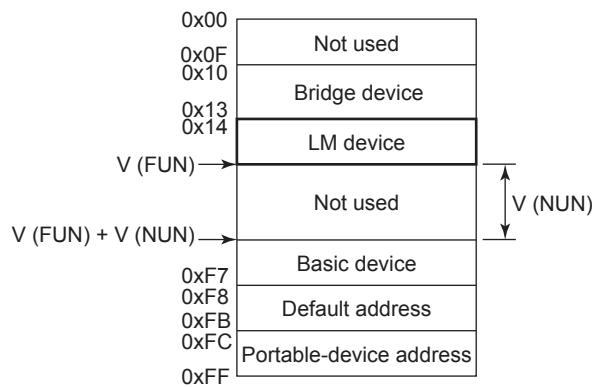 0x00
Not used
0x0F
0x10
Bridge device
0x13
0x14
LM device
V (FUN)
Not used
V (NUN)
V (FUN) + V (NUN)
Basic device
0xF7
0xF8
Default address
0xFB
0xFC
Portable-device address
0xFF